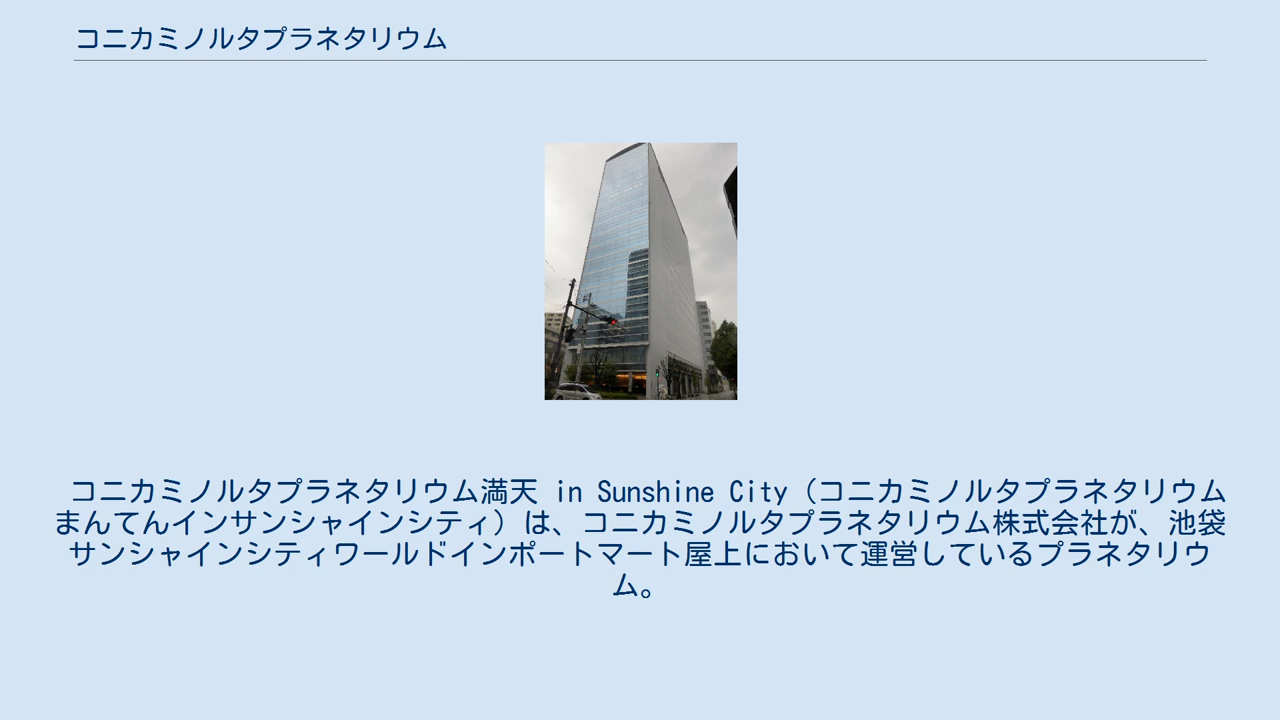 コニカミノルタプラネタリウム
コニカミノルタプラネタリウム満天 in Sunshine City（コニカミノルタプラネタリウム
まんてんインサンシャインシティ）は、コニカミノルタプラネタリウム株式会社が、池袋
サンシャインシティワールドインポートマート屋上において運営しているプラネタリウ
ム。